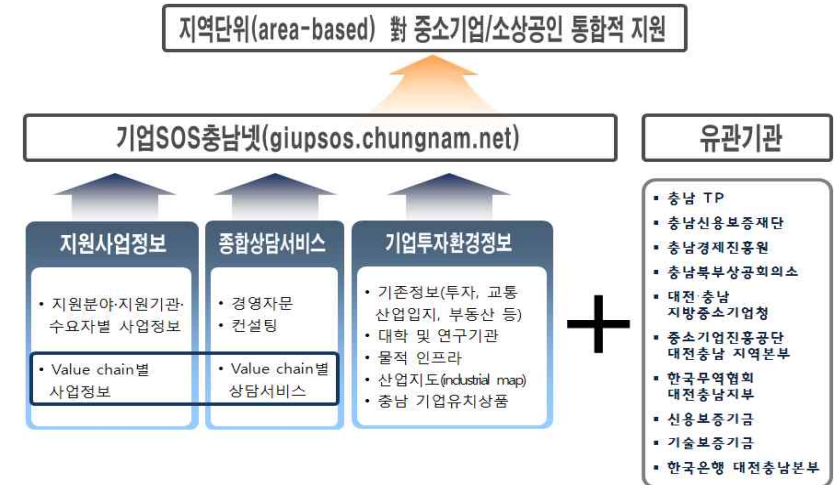 지역단위(area-based) 對 중소기업/소상공인 통합적 지원
기업SOS충남넷(giupsos.chungnam.net)
유관기관
지원사업정보
• 지원분야·지원기관·
수요자별 사업정보
• Value chain별
사업정보
종합상담서비스
• 경영자문
• 컨설팅
• Value chain별
상담서비스
기업투자환경정보
• 기존정보(투자, 교통
산업입지, 부동산 등)
• 대학 및 연구기관
• 물적 인프라
• 산업지도(industrial map)
• 충남 기업유치상품
+
▪ 충남 TP
▪ 충남신용보증재단
▪ 충남경제진흥원
▪ 충남북부상공회의소
▪ 대전·충남
지방중소기업청
▪ 중소기업진흥공단
대전충남 지역본부
▪ 한국무역협회
대전충남지부
▪ 신용보증기금
▪ 기술보증기금
▪ 한국은행 대전충남본부